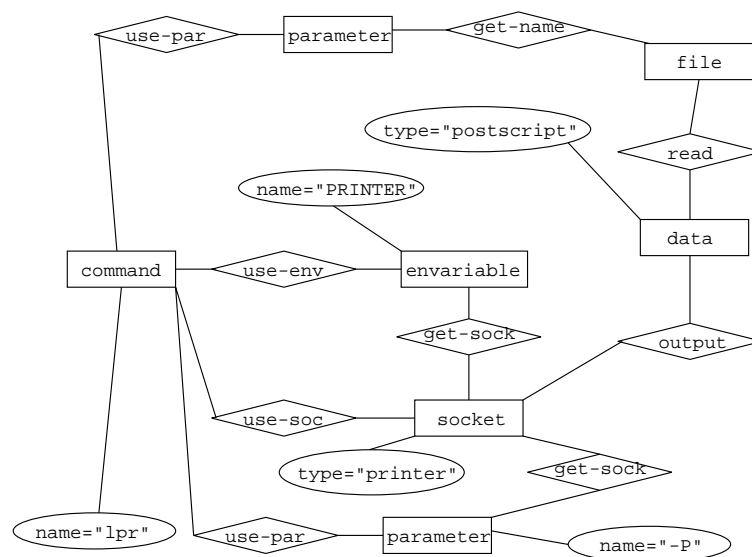 use-par
parameter
get-name
file
type="postscript"
read
name="PRINTER"
data
command
use-env
envariable
get-sock
output
use-soc
socket
type="printer"
get-sock
name="lpr"
use-par
parameter
name="-P"